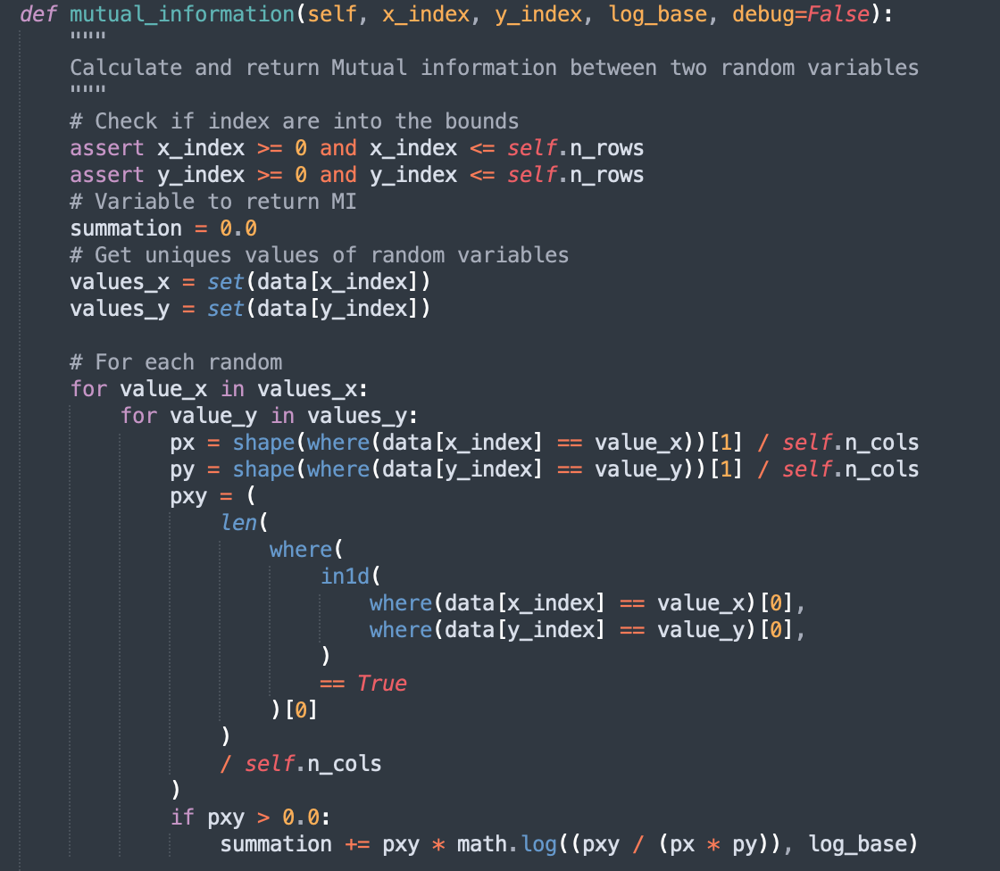 def mutual_information(self, x_index, y_index, log_base, debug=False):
    """
    Calculate and return Mutual information between two random variables
    """
    # Check if index are into the bounds
    assert x_index >= 0 and x_index <= self.n_rows
    assert y_index >= 0 and y_index <= self.n_rows
    # Variable to return MI
    summation = 0.0
    # Get uniques values of random variables
    values_x = set(data[x_index])
    values_y = set(data[y_index])

    # For each random
    for value_x in values_x:
        for value_y in values_y:
            px = shape(where(data[x_index] == value_x))[1] / self.n_cols
            py = shape(where(data[y_index] == value_y))[1] / self.n_cols
            pxy = (
                len(
                    where(
                        in1d(
                            where(data[x_index] == value_x)[0],
                            where(data[y_index] == value_y)[0],
                        )
                        == True
                    )[0]
                )
                / self.n_cols
            )
            if pxy > 0.0:
                summation += pxy * math.log((pxy / (px * py)), log_base)